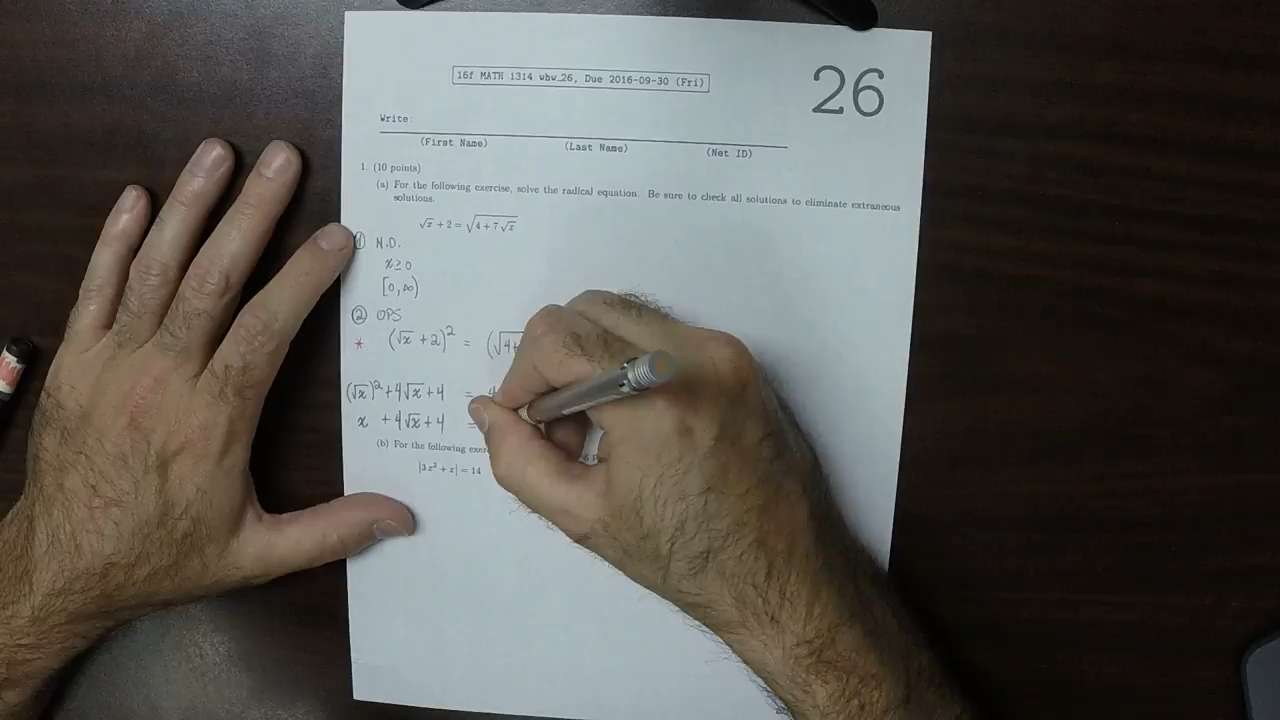 16f MATH 1314 wbw_26, Due 2016-09-30 (Fri)
26
Write:
(First Name) (Last Name) (Net ID)
1. (10 points)
(a) For the following exercise, solve the radical equation. Be sure to check all solutions to eliminate extraneous
solutions.
√x + 2 = √(4 + 7√x)
① N.D.
x ≥ 0
[0, ∞)
② OPS
* (√x + 2)² = (√4+
(√x)² + 4√x + 4 = 4
x + 4√x + 4 =
(b) For the following
|3x² + x| = 14